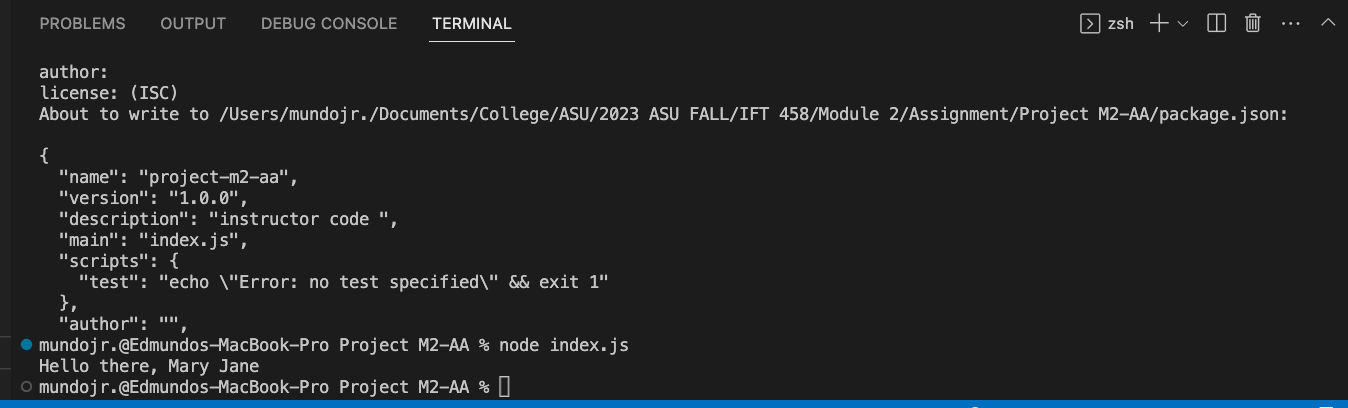 PROBLEMS OUTPUT DEBUG CONSOLE TERMINAL zsh
author:
license: (ISC)
About to write to /Users/mundojr./Documents/College/ASU/2023 ASU FALL/IFT 458/Module 2/Assignment/Project M2-AA/package.json:
{
"name": "project-m2-aa",
"version": "1.0.0",
"description": "instructor code ",
"main": "index.js",
"scripts": {
"test": "echo \"Error: no test specified\" && exit 1"
},
"author": "",
mundojr.@Edmundos-MacBook-Pro Project M2-AA % node index.js
Hello there, Mary Jane
mundojr.@Edmundos-MacBook-Pro Project M2-AA %